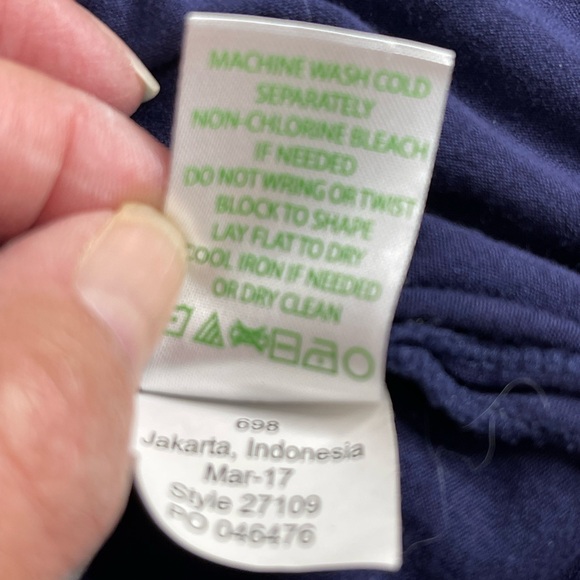 MACHINE WASH COLD
SEPARATELY
NON-CHLORINE BLEACH
IF NEEDED
DO NOT WRING OR TWIST
BLOCK TO SHAPE
LAY FLAT TO DRY
COOL IRON IF NEEDED
OR DRY CLEAN
698
Jakarta, Indonesia
Mar-17
Style 27109
PO 046476